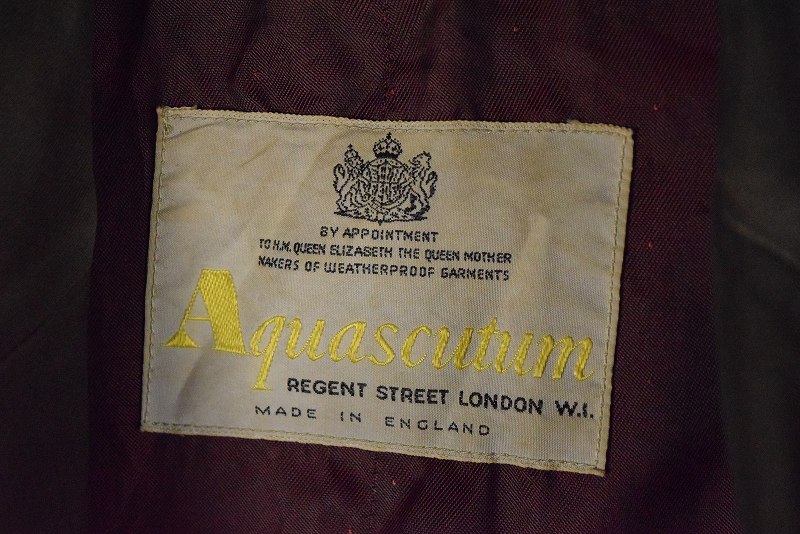 BY APPOINTMENT
TO H.M. QUEEN ELIZABETH THE QUEEN MOTHER
MAKERS OF WEATHERPROOF GARMENTS
Aquascutum
REGENT STREET LONDON W.1.
MADE IN ENGLAND